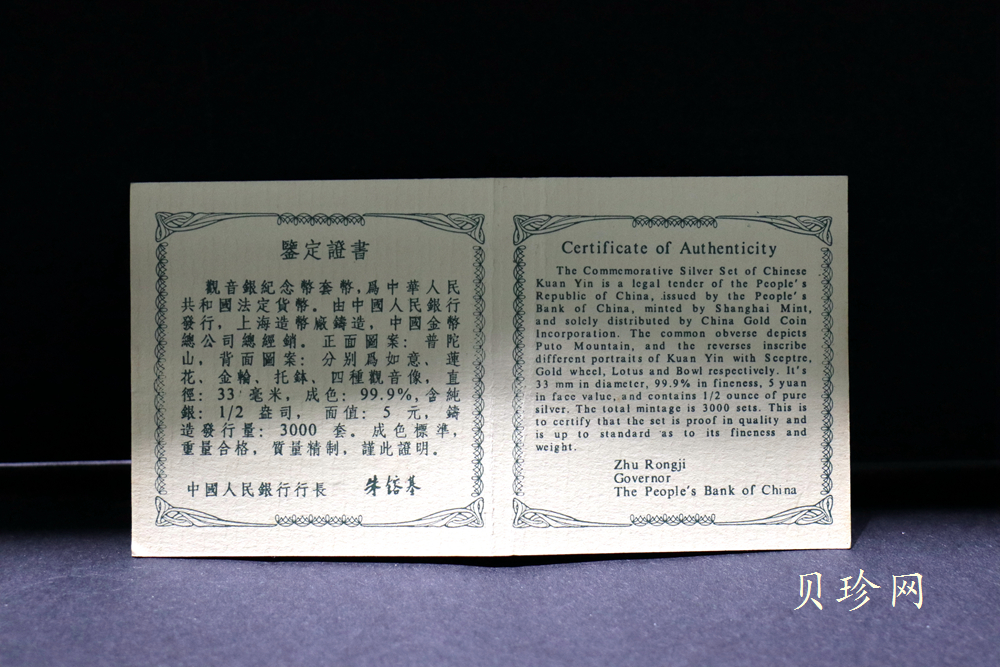 鑒定證書
觀音銀紀念幣套幣，爲中華人民
共和國法定貨幣。由中國人民銀行
發行，上海造幣廠鑄造，中國金幣
總公司總經銷。正面圖案：普陀
山，背面圖案：分别爲如意、蓮
花、金輪、托鉢、四種觀音像，直
徑：33毫米，成色：99.9%,含純
銀：1/2 盎司，面值：5 元，鑄
造發行量：3000 套。成色標準，
重量合格，質量精制，謹此證明。
中國人民銀行行長 朱鎔基
Certificate of Authenticity
The Commemorative Silver Set of Chinese
Kuan Yin is a legal tender of the People's
Republic of China, issued by the People's
Bank of China, minted by Shanghai Mint,
and solely distributed by China Gold Coin
Incorporation. The common obverse depicts
Puto Mountain, and the reverses inscribe
different portraits of Kuan Yin with Sceptre,
Gold wheel, Lotus and Bowl respectively. It's
33 mm in diameter, 99.9% in fineness, 5 yuan
in face value, and contains 1/2 ounce of pure
silver. The total mintage is 3000 sets. This is
to certify that the set is proof in quality and
is up to standard as to its fineness and
weight.
Zhu Rongji
Governor
The People's Bank of China
贝珍网